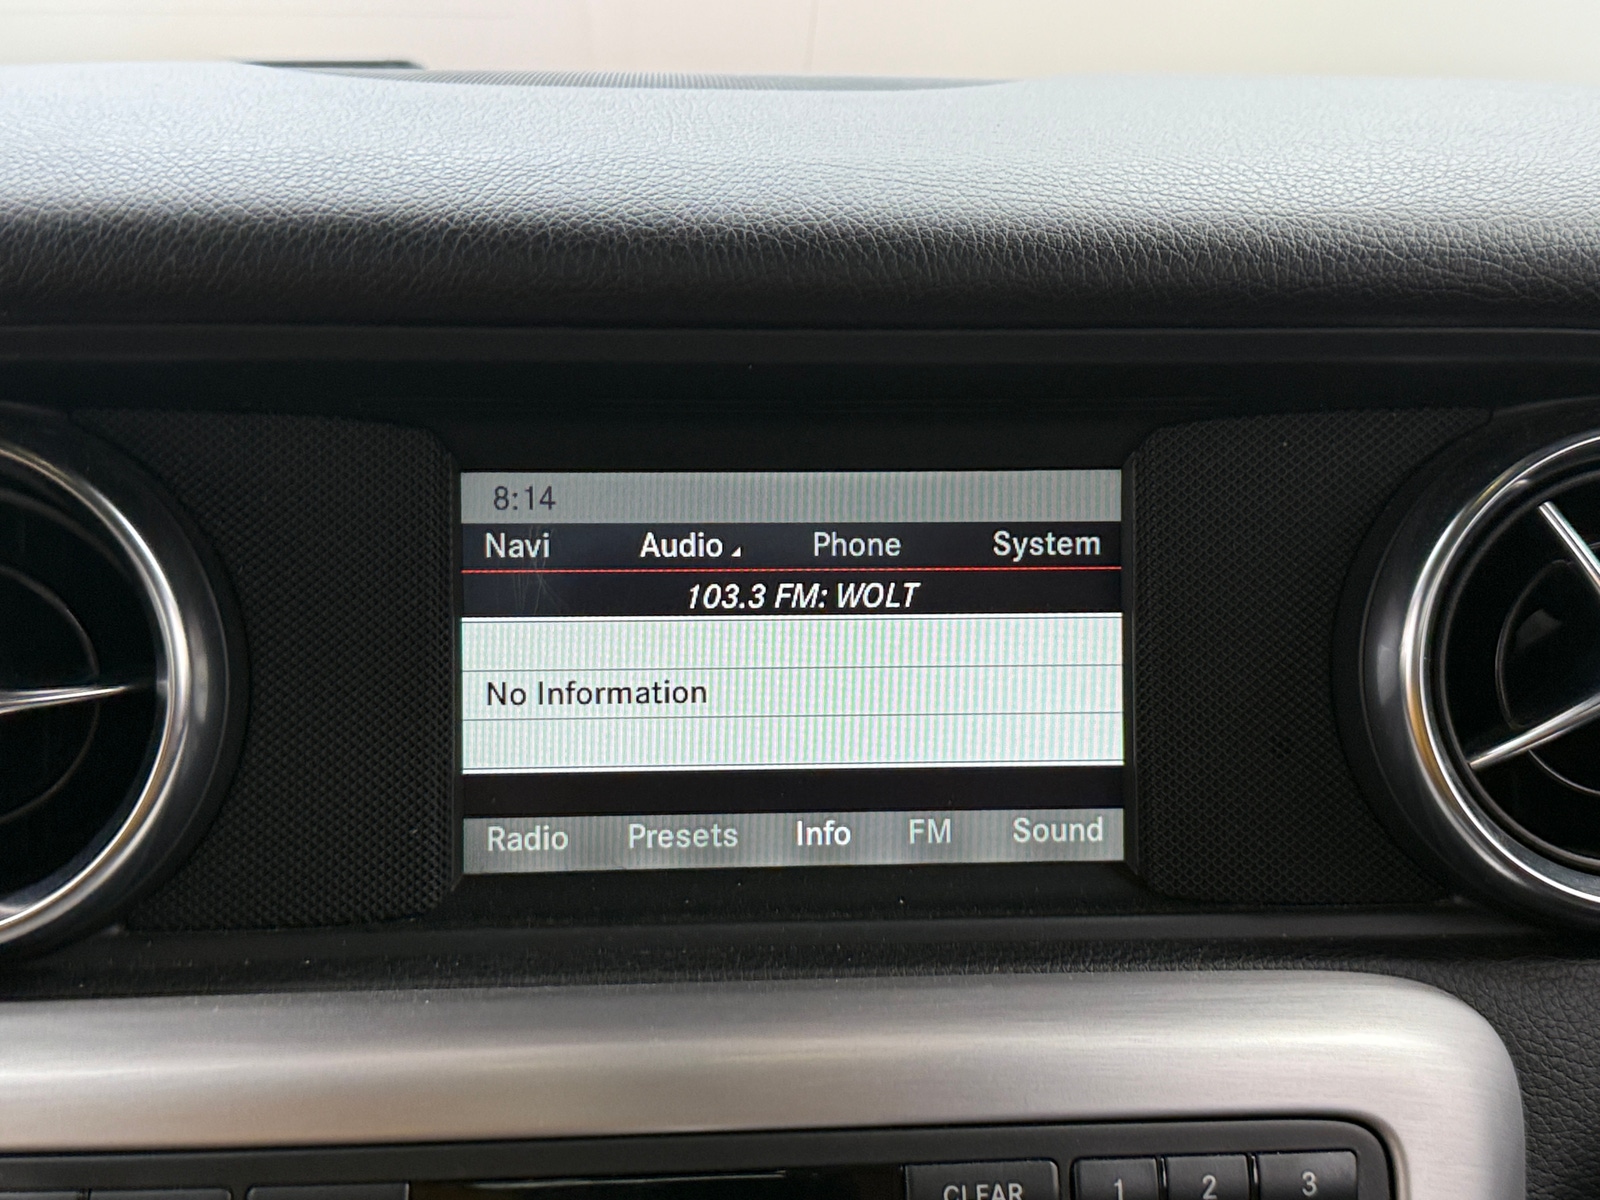 8:14
Navi Audio Phone System
103.3 FM: WOLT
No Information
Radio Presets Info FM Sound
CLEAR 1 2 3